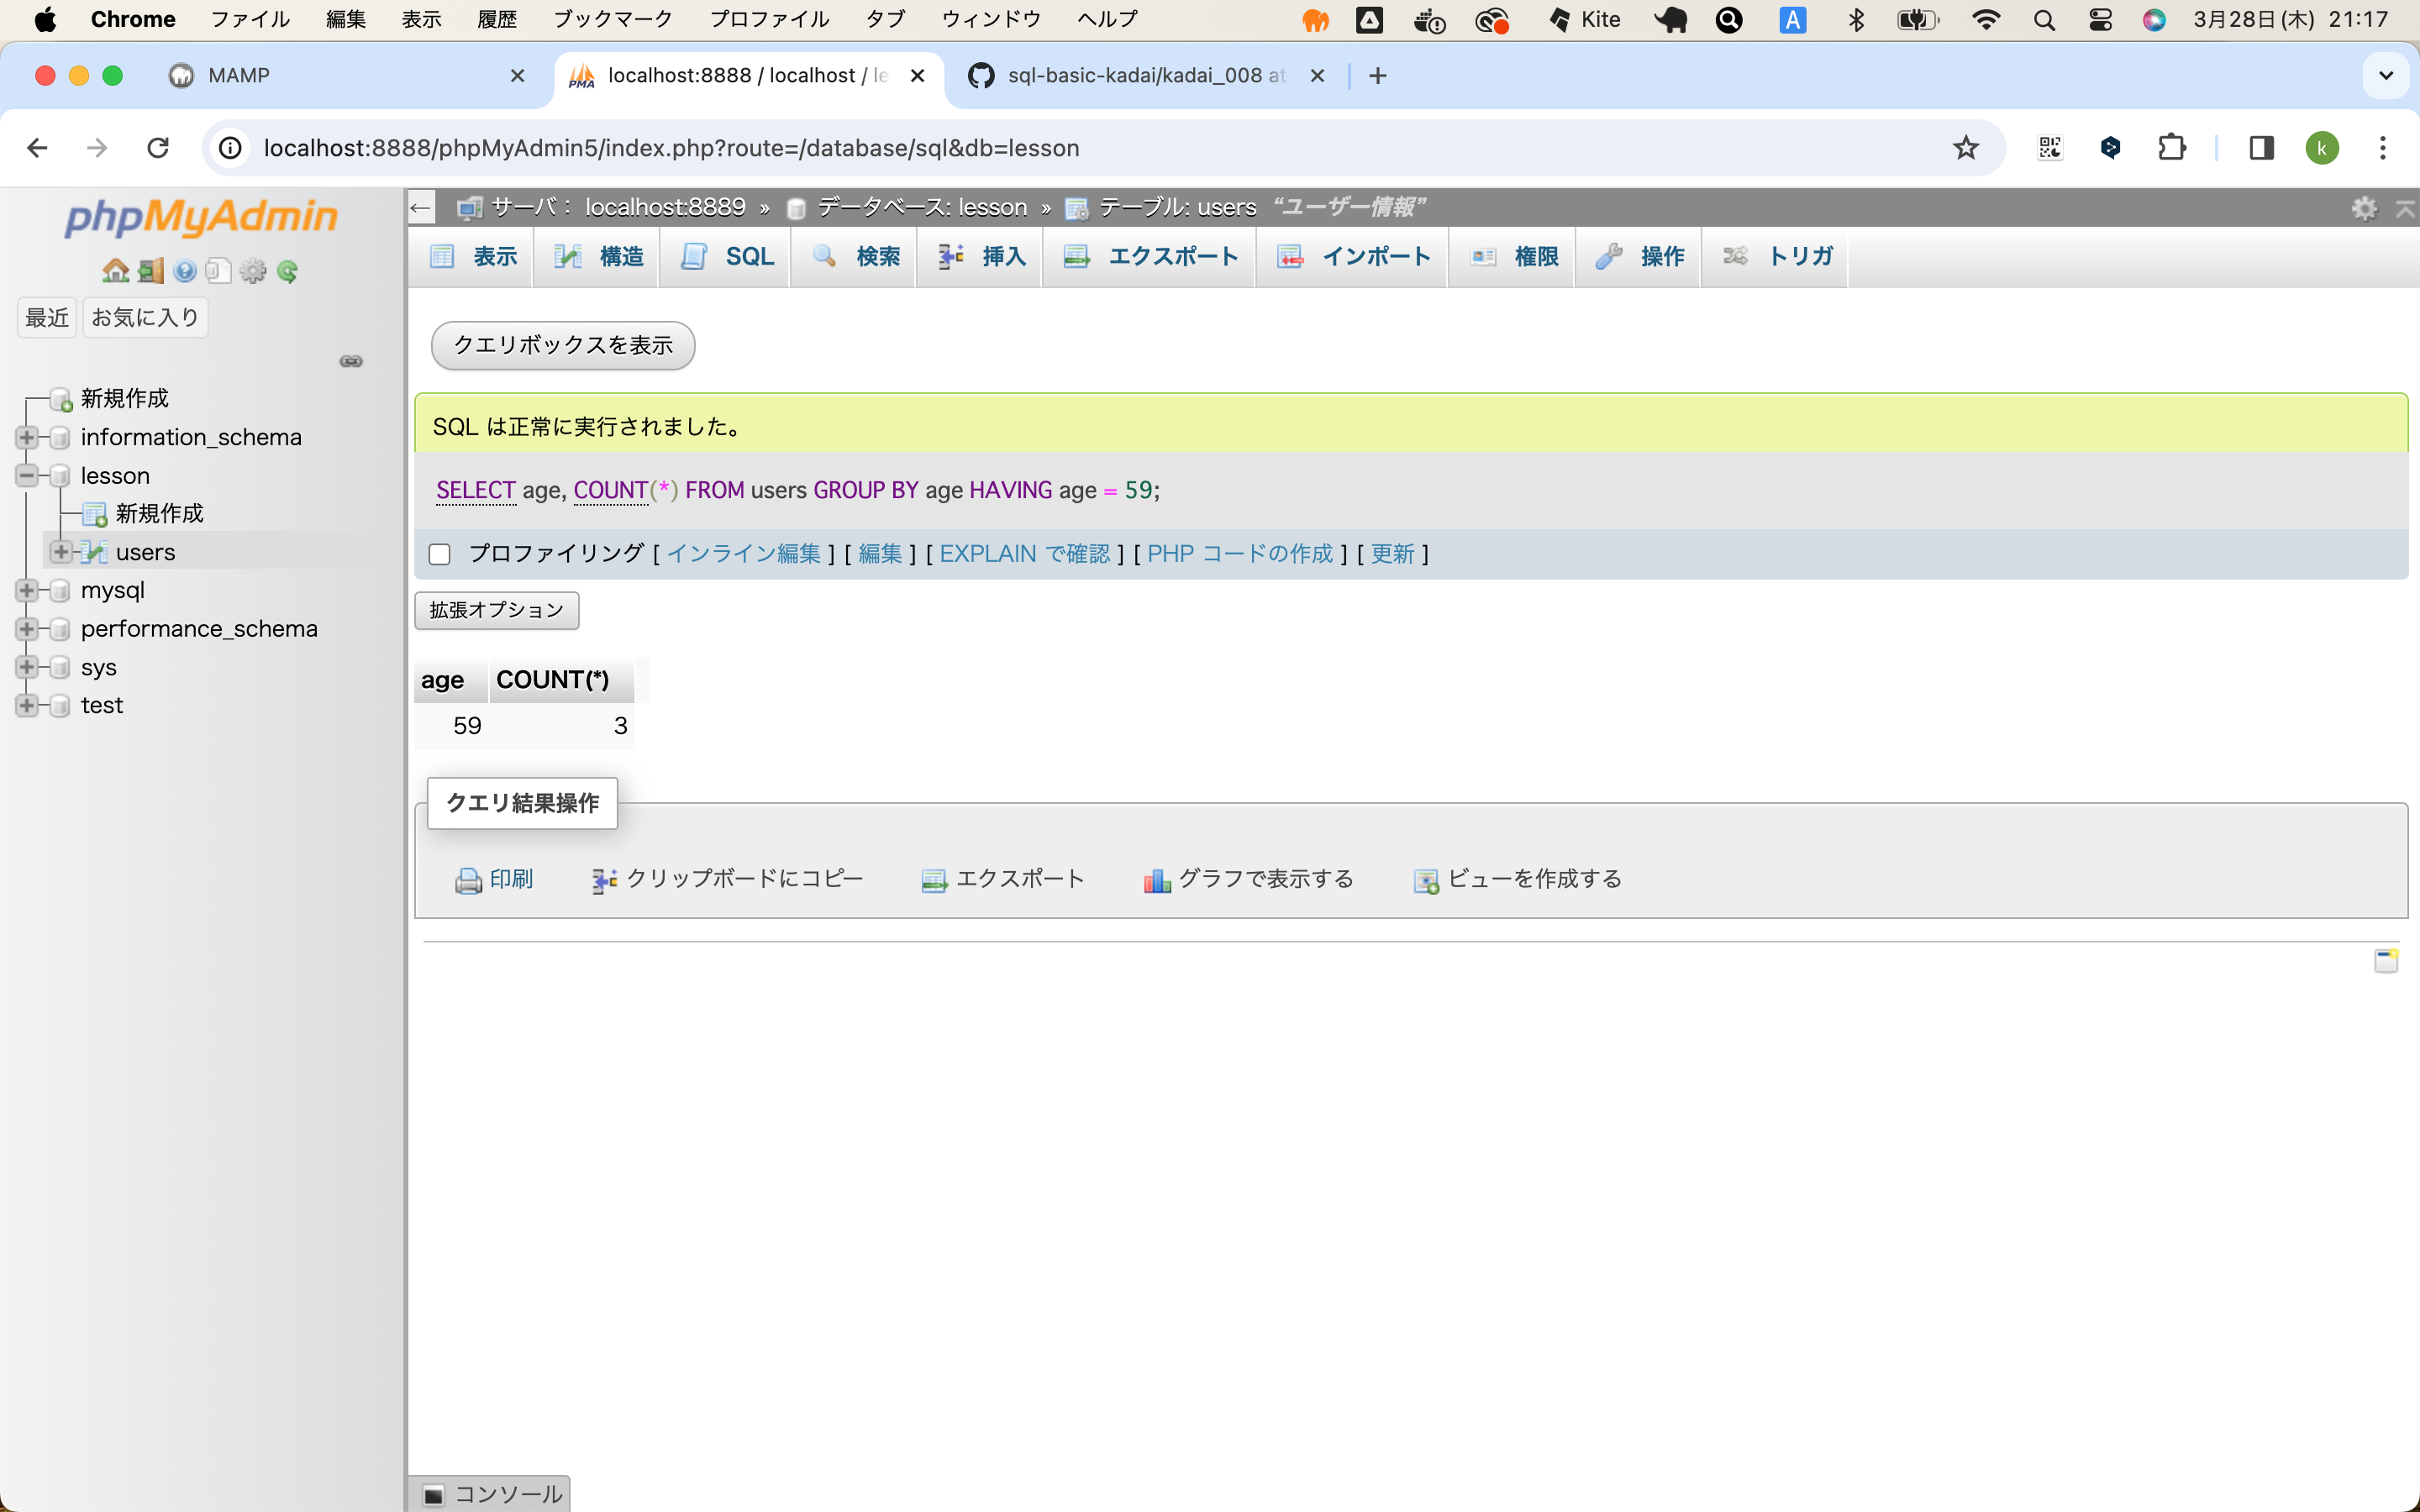 Chrome ファイル 編集 表示 履歴 ブックマーク プロファイル タブ ウィンドウ ヘルプ Kite A 3月28日(木) 21:17
MAMP localhost:8888 / localhost / le sql-basic-kadai/kadai_008 at
localhost:8888/phpMyAdmin5/index.php?route=/database/sql&db=lesson k
phpMyAdmin
最近 お気に入り
新規作成
information_schema
lesson
新規作成
users
mysql
performance_schema
sys
test
サーバ： localhost:8889 » データベース: lesson » テーブル: users “ユーザー情報”
表示 構造 SQL 検索 挿入 エクスポート インポート 権限 操作 トリガ
クエリボックスを表示
SQL は正常に実行されました。
SELECT age, COUNT(*) FROM users GROUP BY age HAVING age = 59;
プロファイリング [ インライン編集 ] [ 編集 ] [ EXPLAIN で確認 ] [ PHP コードの作成 ] [ 更新 ]
拡張オプション
age COUNT(*)
59 3
クエリ結果操作
印刷 クリップボードにコピー エクスポート グラフで表示する ビューを作成する
コンソール